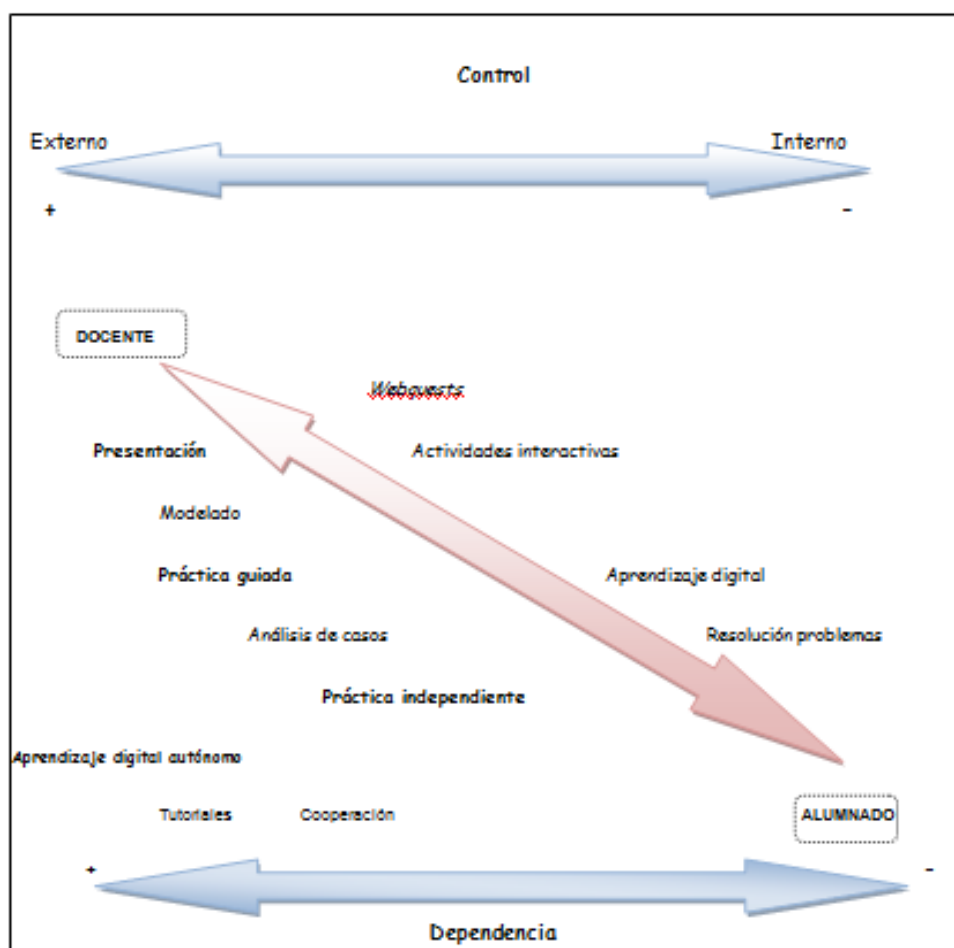 Control
Externo Interno
+ -
DOCENTE
Webquests
Presentación Actividades interactivas
Modelado
Práctica guiada Aprendizaje digital
Análisis de casos Resolución problemas
Práctica independiente
Aprendizaje digital autónomo
Tutoriales Cooperación ALUMNADO
+ -
Dependencia